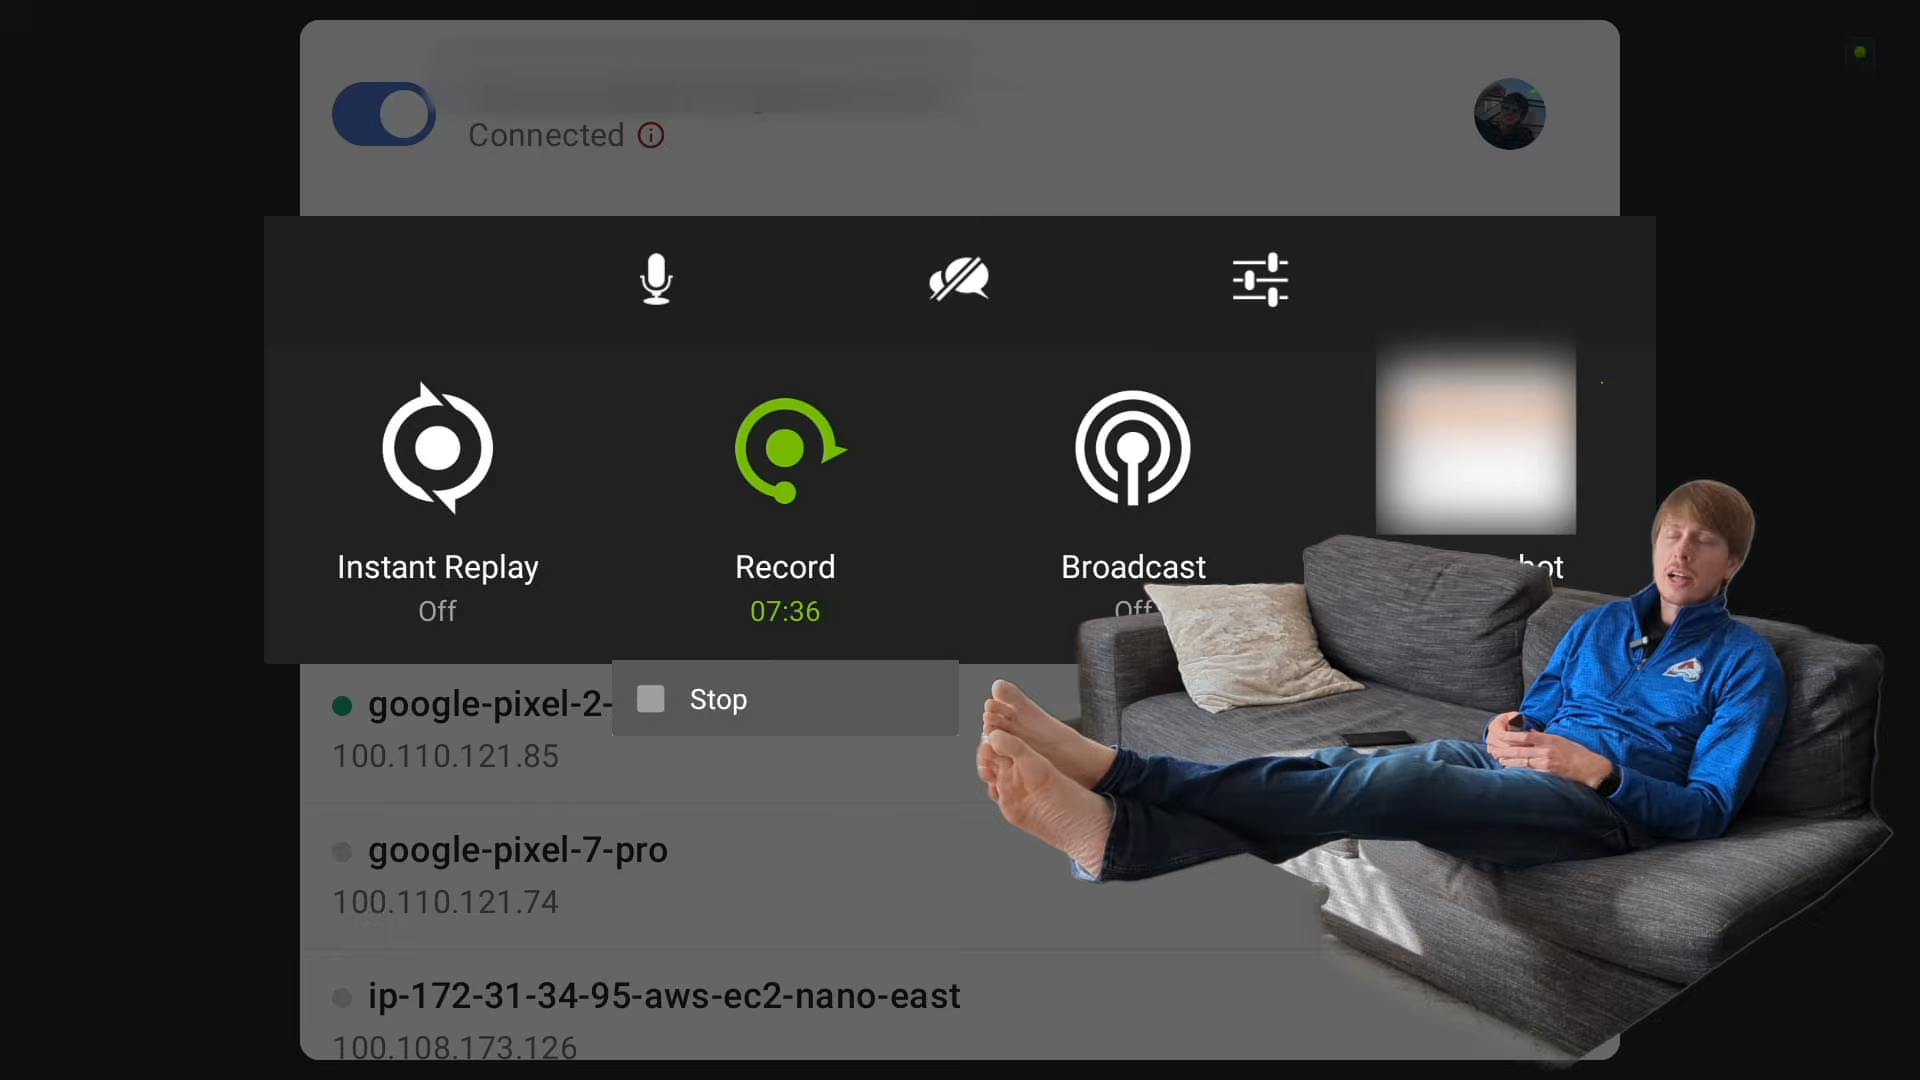 Connected
Instant Replay
Off
Record
07:36
Broadcast
Off
Stop
google-pixel-2-
100.110.121.85
google-pixel-7-pro
100.110.121.74
ip-172-31-34-95-aws-ec2-nano-east
100.108.173.126